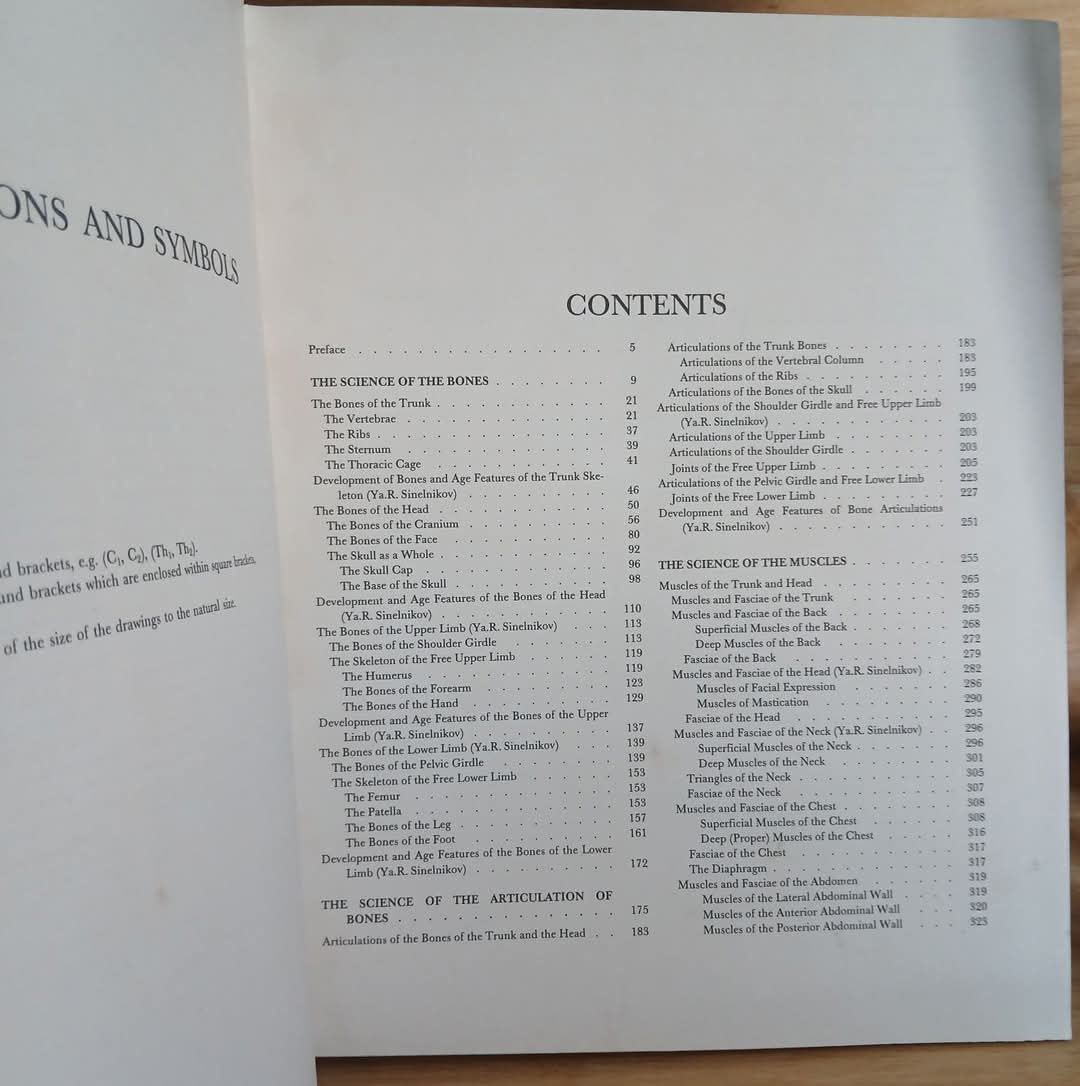 ONS AND SYMBOLS
nd brackets, e.g. (C₁, C₂), (Th₁, Th₂).
and brackets which are enclosed within square brackets,
of the size of the drawings to the natural size.
CONTENTS
Preface . . . . . . . . . . . . . . . . . 5
THE SCIENCE OF THE BONES . . . . . . . . 9
The Bones of the Trunk . . . . . . . . . . . . 21
The Vertebrae . . . . . . . . . . . . . 21
The Ribs . . . . . . . . . . . . . . . 37
The Sternum . . . . . . . . . . . . . 39
The Thoracic Cage . . . . . . . . . . . 41
Development of Bones and Age Features of the Trunk Ske-
leton (Ya.R. Sinelnikov) . . . . . . . . . . 46
The Bones of the Head . . . . . . . . . . . . 50
The Bones of the Cranium . . . . . . . . . . 56
The Bones of the Face . . . . . . . . . . . 80
The Skull as a Whole . . . . . . . . . . . . 92
The Skull Cap . . . . . . . . . . . . 96
The Base of the Skull . . . . . . . . . . 98
Development and Age Features of the Bones of the Head
(Ya.R. Sinelnikov) . . . . . . . . . . . . 110
The Bones of the Upper Limb (Ya.R. Sinelnikov) . . . 113
The Bones of the Shoulder Girdle . . . . . . . 113
The Skeleton of the Free Upper Limb . . . . . . 119
The Humerus . . . . . . . . . . . . 119
The Bones of the Forearm . . . . . . . . . 123
The Bones of the Hand . . . . . . . . . . 129
Development and Age Features of the Bones of the Upper
Limb (Ya.R. Sinelnikov) . . . . . . . . . . 137
The Bones of the Lower Limb (Ya.R. Sinelnikov) . . . 139
The Bones of the Pelvic Girdle . . . . . . . . 139
The Skeleton of the Free Lower Limb . . . . . . 153
The Femur . . . . . . . . . . . . . 153
The Patella . . . . . . . . . . . . . 153
The Bones of the Leg . . . . . . . . . . 157
The Bones of the Foot . . . . . . . . . . 161
Development and Age Features of the Bones of the Lower
Limb (Ya.R. Sinelnikov) . . . . . . . . . . 172
THE SCIENCE OF THE ARTICULATION OF
BONES . . . . . . . . . . . . . . . 175
Articulations of the Bones of the Trunk and the Head . . 183
Articulations of the Trunk Bones . . . . . . . . 183
Articulations of the Vertebral Column . . . . . 183
Articulations of the Ribs . . . . . . . . . . 195
Articulations of the Bones of the Skull . . . . . . 199
Articulations of the Shoulder Girdle and Free Upper Limb
(Ya.R. Sinelnikov) . . . . . . . . . . . . 203
Articulations of the Upper Limb . . . . . . . . 203
Articulations of the Shoulder Girdle . . . . . . . 203
Joints of the Free Upper Limb . . . . . . . . . 205
Articulations of the Pelvic Girdle and Free Lower Limb . 223
Joints of the Free Lower Limb . . . . . . . . . 227
Development and Age Features of Bone Articulations
(Ya.R. Sinelnikov) . . . . . . . . . . . . 251
THE SCIENCE OF THE MUSCLES . . . . . . . 255
Muscles of the Trunk and Head . . . . . . . . . 265
Muscles and Fasciae of the Trunk . . . . . . . . 265
Muscles and Fasciae of the Back . . . . . . . . 265
Superficial Muscles of the Back . . . . . . . 268
Deep Muscles of the Back . . . . . . . . 272
Fasciae of the Back . . . . . . . . . . . 279
Muscles and Fasciae of the Head (Ya.R. Sinelnikov) . . 282
Muscles of Facial Expression . . . . . . . 286
Muscles of Mastication . . . . . . . . . 290
Fasciae of the Head . . . . . . . . . . . 295
Muscles and Fasciae of the Neck (Ya.R. Sinelnikov) . . 296
Superficial Muscles of the Neck . . . . . . . 296
Deep Muscles of the Neck . . . . . . . . 301
Triangles of the Neck . . . . . . . . . . . 305
Fasciae of the Neck . . . . . . . . . . . 307
Muscles and Fasciae of the Chest . . . . . . . . 308
Superficial Muscles of the Chest . . . . . . . 308
Deep (Proper) Muscles of the Chest . . . . . 316
Fasciae of the Chest . . . . . . . . . . . 317
The Diaphragm . . . . . . . . . . . . . 317
Muscles and Fasciae of the Abdomen . . . . . . 319
Muscles of the Lateral Abdominal Wall . . . . 319
Muscles of the Anterior Abdominal Wall . . . 320
Muscles of the Posterior Abdominal Wall . . . 323